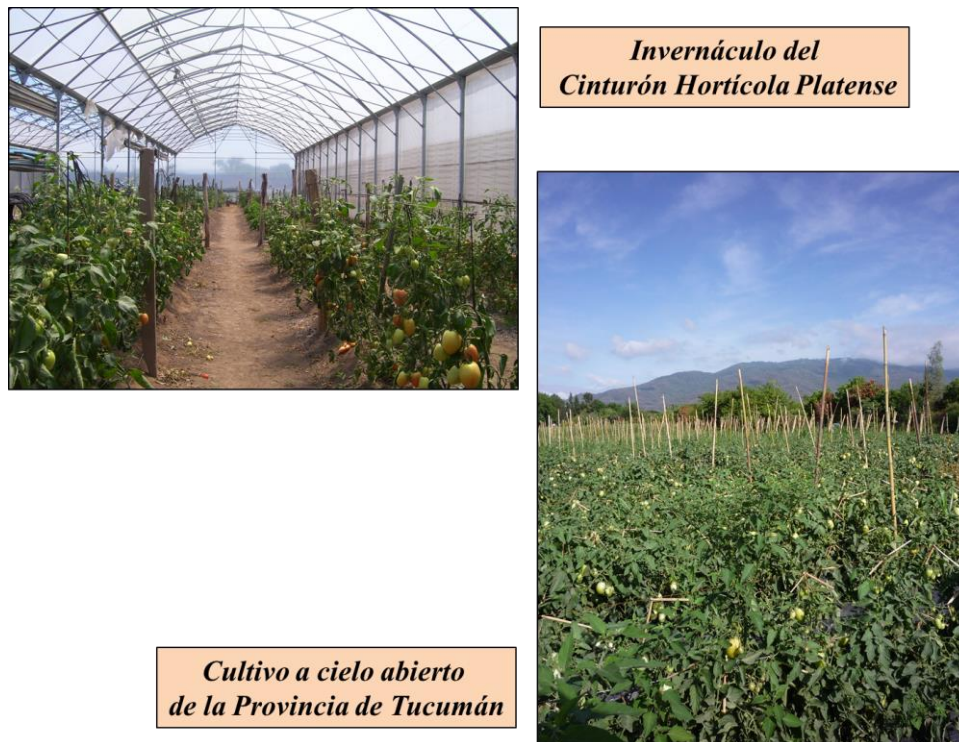 Invernáculo del
Cinturón Hortícola Platense
Cultivo a cielo abierto
de la Provincia de Tucumán